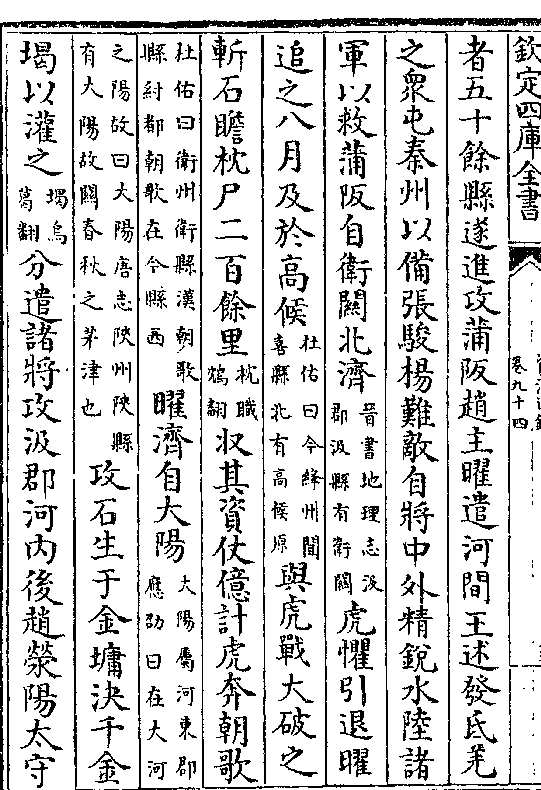 欽定四庫全書
卷九十四
者五十餘縣遂進攻蒲阪趙主曜遣河間王述發氐羌
之衆屯秦州以備張駿楊難敵自將中外精銳水陸諸
軍以救蒲阪自衛關北濟晉書地理志汲郡汲縣有衛關虎懼引退曜
追之八月及於高候杜佑曰今絳州聞喜縣北有高候原與虎戰大破之
斬石瞻枕尸二百餘里枕職鴆翻収其資仗億計虎奔朝歌
杜佑曰衛州衛縣漢朝歌縣紂都朝歌在今縣西曜濟自大陽大陽屬河東郡應劭曰在大河
之陽故曰大陽唐志陜州陜縣有大陽故關春秋之茅津也攻石生于金墉決千金
堨以灌之堨烏葛翻分遣諸將攻汲郡河内後趙滎陽太守